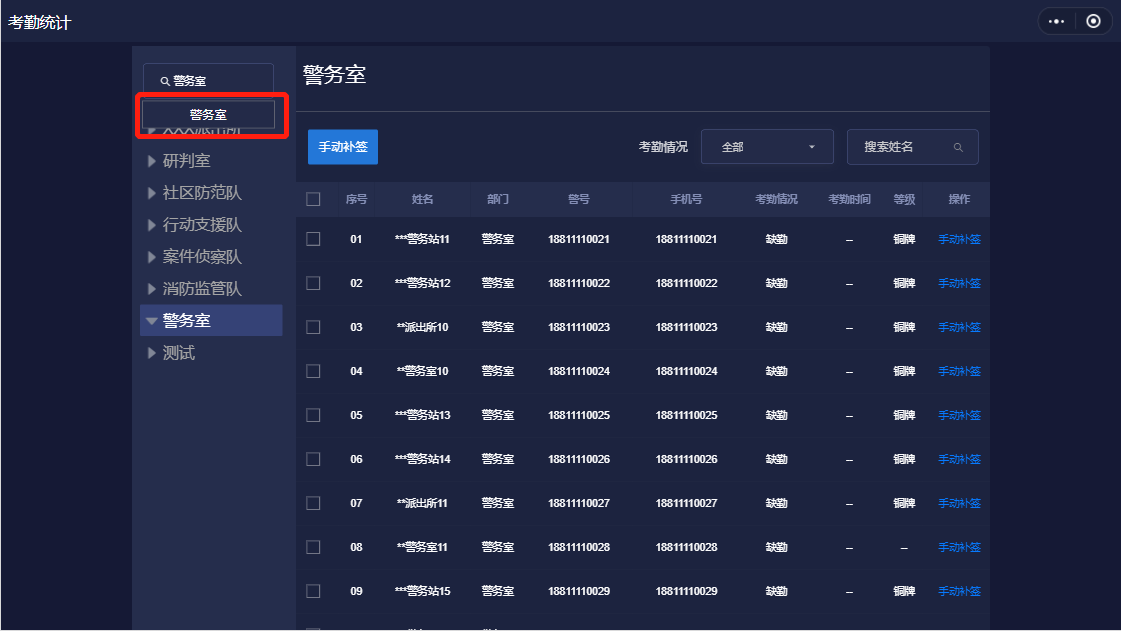 考勤统计
警务室
警务室
XXX派出所
研判室
社区防范队
行动支援队
案件侦察队
消防监管队
警务室
测试
警务室
手动补签 考勤情况 全部 搜索姓名
序号 姓名 部门 警号 手机号 考勤情况 考勤时间 等级 操作
01 ***警务站11 警务室 18811110021 18811110021 缺勤 -- 铜牌 手动补签
02 ***警务站12 警务室 18811110022 18811110022 缺勤 -- 铜牌 手动补签
03 **派出所10 警务室 18811110023 18811110023 缺勤 -- 铜牌 手动补签
04 **警务室10 警务室 18811110024 18811110024 缺勤 -- 铜牌 手动补签
05 ***警务站13 警务室 18811110025 18811110025 缺勤 -- 铜牌 手动补签
06 ***警务站14 警务室 18811110026 18811110026 缺勤 -- 铜牌 手动补签
07 **派出所11 警务室 18811110027 18811110027 缺勤 -- 铜牌 手动补签
08 **警务室11 警务室 18811110028 18811110028 缺勤 -- -- 手动补签
09 ***警务站15 警务室 18811110029 18811110029 缺勤 -- 铜牌 手动补签